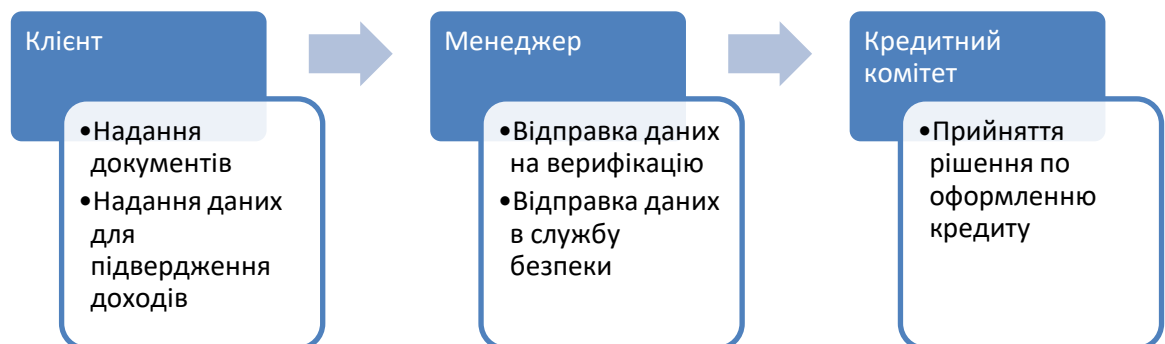 Клієнт
•Надання
документів
•Надання даних
для
підвердження
доходів
Менеджер
•Відправка даних
на верифікацію
•Відправка даних
в службу
безпеки
Кредитний
комітет
•Прийняття
рішення по
оформленню
кредиту